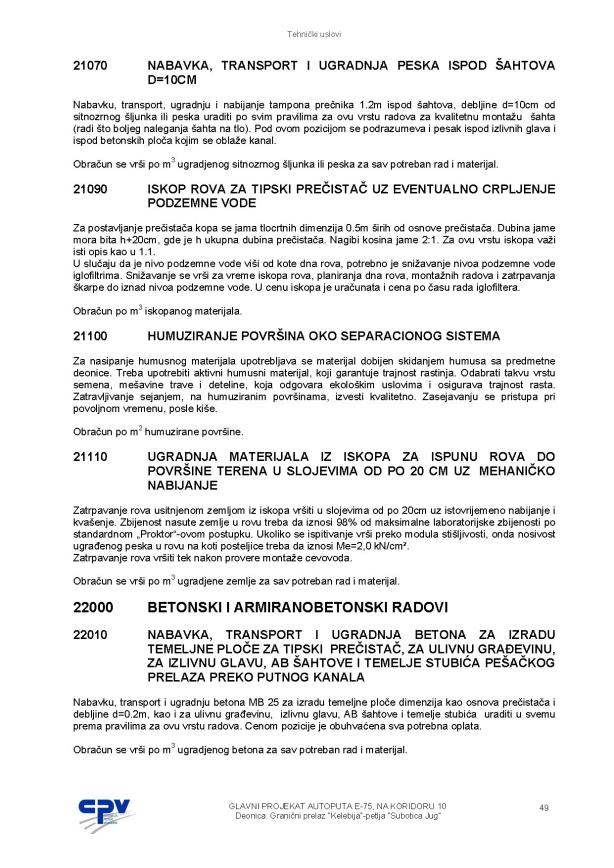 Tehnički uslovi
21070 NABAVKA, TRANSPORT I UGRADNJA PESKA ISPOD ŠAHTOVA
D=10CM
Nabavku, transport, ugradnju i nabijanje tampona prečnika 1.2m ispod šahtova, debljine d=10cm od
sitnozrnog šljunka ili peska uraditi po svim pravilima za ovu vrstu radova za kvalitetnu montažu šahta
(radi što boljeg naleganja šahta na tlo). Pod ovom pozicijom se podrazumeva i pesak ispod izlivnih glava i
ispod betonskih ploča kojim se oblaže kanal.
Obračun se vrši po m³ ugrađenog sitnozrnog šljunka ili peska za sav potreban rad i materijal.
21090 ISKOP ROVA ZA TIPSKI PREČISTAČ UZ EVENTUALNO CRPLJENJE
PODZEMNE VODE
Za postavljanje prečistača kopa se jama tlocrtnih dimenzija 0.5m širih od osnove prečistača. Dubina jame
mora bita h+20cm, gde je h ukupna dubina prečistača. Nagibi kosina jame 2:1. Za ovu vrstu iskopa važi
isti opis kao u 1.1.
U slučaju da je nivo podzemne vode viši od kote dna rova, potrebno je snižavanje nivoa podzemne vode
iglofiltrima. Snižavanje se vrši za vreme iskopa rova, planiranja dna rova, montažnih radova i zatrpavanja
škarpe do iznad nivoa podzemne vode. U cenu iskopa je uračunata i cena po času rada iglofiltera.
Obračun po m³ iskopanog materijala.
21100 HUMUZIRANJE POVRŠINA OKO SEPARACIONOG SISTEMA
Za nasipanje humusnog materijala upotrebljava se materijal dobijen skidanjem humusa sa predmetne
deonice. Treba upotrebiti aktivni humusni materijal, koji garantuje trajnost rastinja. Odabrati takvu vrstu
semena, mešavine trave i deteline, koja odgovara ekološkim uslovima i osigurava trajnost rasta.
Zatravljivanje sejanjem, na humuziranim površinama, izvesti kvalitetno. Zasejavanju se pristupa pri
povoljnom vremenu, posle kiše.
Obračun po m² humuzirane površine.
21110 UGRADNJA MATERIJALA IZ ISKOPA ZA ISPUNU ROVA DO
POVRŠINE TERENA U SLOJEVIMA OD PO 20 CM UZ MEHANIČKO
NABIJANJE
Zatrpavanje rova usitnjenom zemljom iz iskopa vršiti u slojevima od po 20cm uz istovrijemeno nabijanje i
kvašenje. Zbijenost nasute zemlje u rovu treba da iznosi 98% od maksimalne laboratorijske zbijenosti po
standardnom „Proktor“-ovom postupku. Ukoliko se ispitivanje vrši preko modula stišljivosti, onda nosivost
ugrađenog peska u rovu na koti posteljice treba da iznosi Me=2,0 kN/cm².
Zatrpavanje rova vršiti tek nakon provere montaže cevovoda.
Obračun se vrši po m³ ugradjene zemlje za sav potreban rad i materijal.
22000 BETONSKI I ARMIRANOBETONSKI RADOVI
22010 NABAVKA, TRANSPORT I UGRADNJA BETONA ZA IZRADU
TEMELJNE PLOČE ZA TIPSKI PREČISTAČ, ZA ULIVNU GRAĐEVINU,
ZA IZLIVNU GLAVU, AB ŠAHTOVE I TEMELJE STUBIĆA PEŠAČKOG
PRELAZA PREKO PUTNOG KANALA
Nabavku, transport i ugradnju betona MB 25 za izradu temeljne ploče dimenzija kao osnova prečistača i
debljine d=0.2m, kao i za ulivnu građevinu, izlivnu glavu, AB šahtove i temelje stubića uraditi u svemu
prema pravilima za ovu vrstu radova. Cenom pozicije je obuhvaćena sva potrebna oplata.
Obračun se vrši po m³ ugradjenog betona za sav potreban rad i materijal.
CPV
GLAVNI PROJEKAT AUTOPUTA E-75, NA KORIDORU 10 49
Deonica: Granični prelaz "Kelebija"-petlja "Subotica Jug"